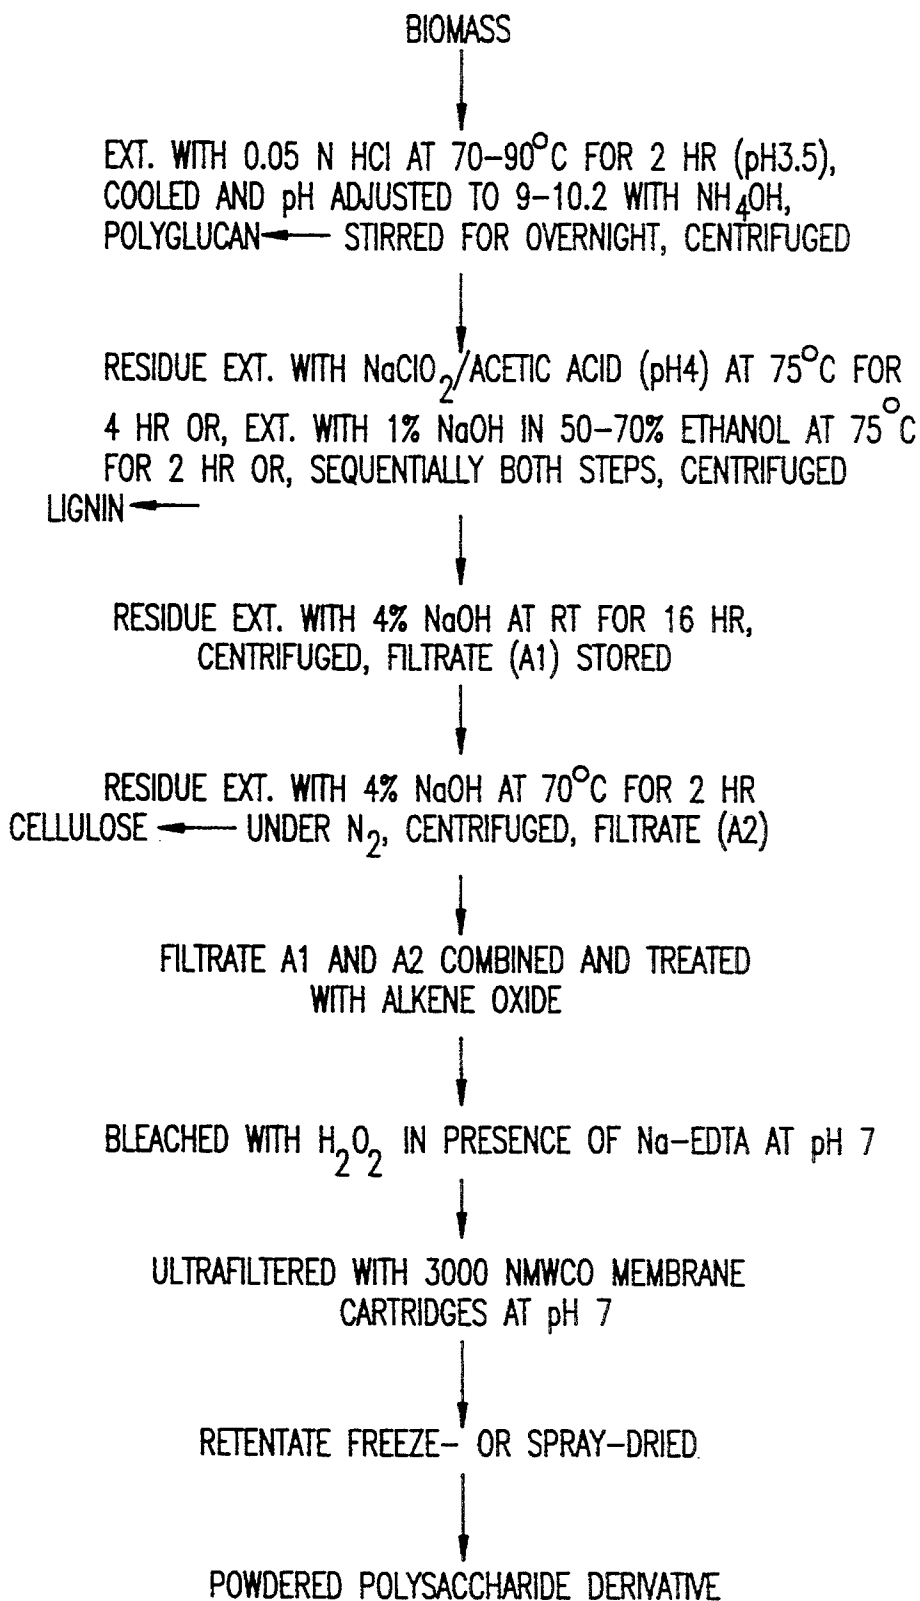 BIOMASS
EXT. WITH 0.05 N HCl AT 70-90°C FOR 2 HR (pH3.5),
COOLED AND pH ADJUSTED TO 9-10.2 WITH NH4OH,
POLYGLUCAN STIRRED FOR OVERNIGHT, CENTRIFUGED
RESIDUE EXT. WITH NaClO2/ACETIC ACID (pH4) AT 75°C FOR
4 HR OR, EXT. WITH 1% NaOH IN 50-70% ETHANOL AT 75°C
FOR 2 HR OR, SEQUENTIALLY BOTH STEPS, CENTRIFUGED
LIGNIN
RESIDUE EXT. WITH 4% NaOH AT RT FOR 16 HR,
CENTRIFUGED, FILTRATE (A1) STORED
RESIDUE EXT. WITH 4% NaOH AT 70°C FOR 2 HR
CELLULOSE UNDER N2, CENTRIFUGED, FILTRATE (A2)
FILTRATE A1 AND A2 COMBINED AND TREATED
WITH ALKENE OXIDE
BLEACHED WITH H2O2 IN PRESENCE OF Na-EDTA AT pH 7
ULTRAFILTERED WITH 3000 NMWCO MEMBRANE
CARTRIDGES AT pH 7
RETENTATE FREEZE- OR SPRAY-DRIED
POWDERED POLYSACCHARIDE DERIVATIVE